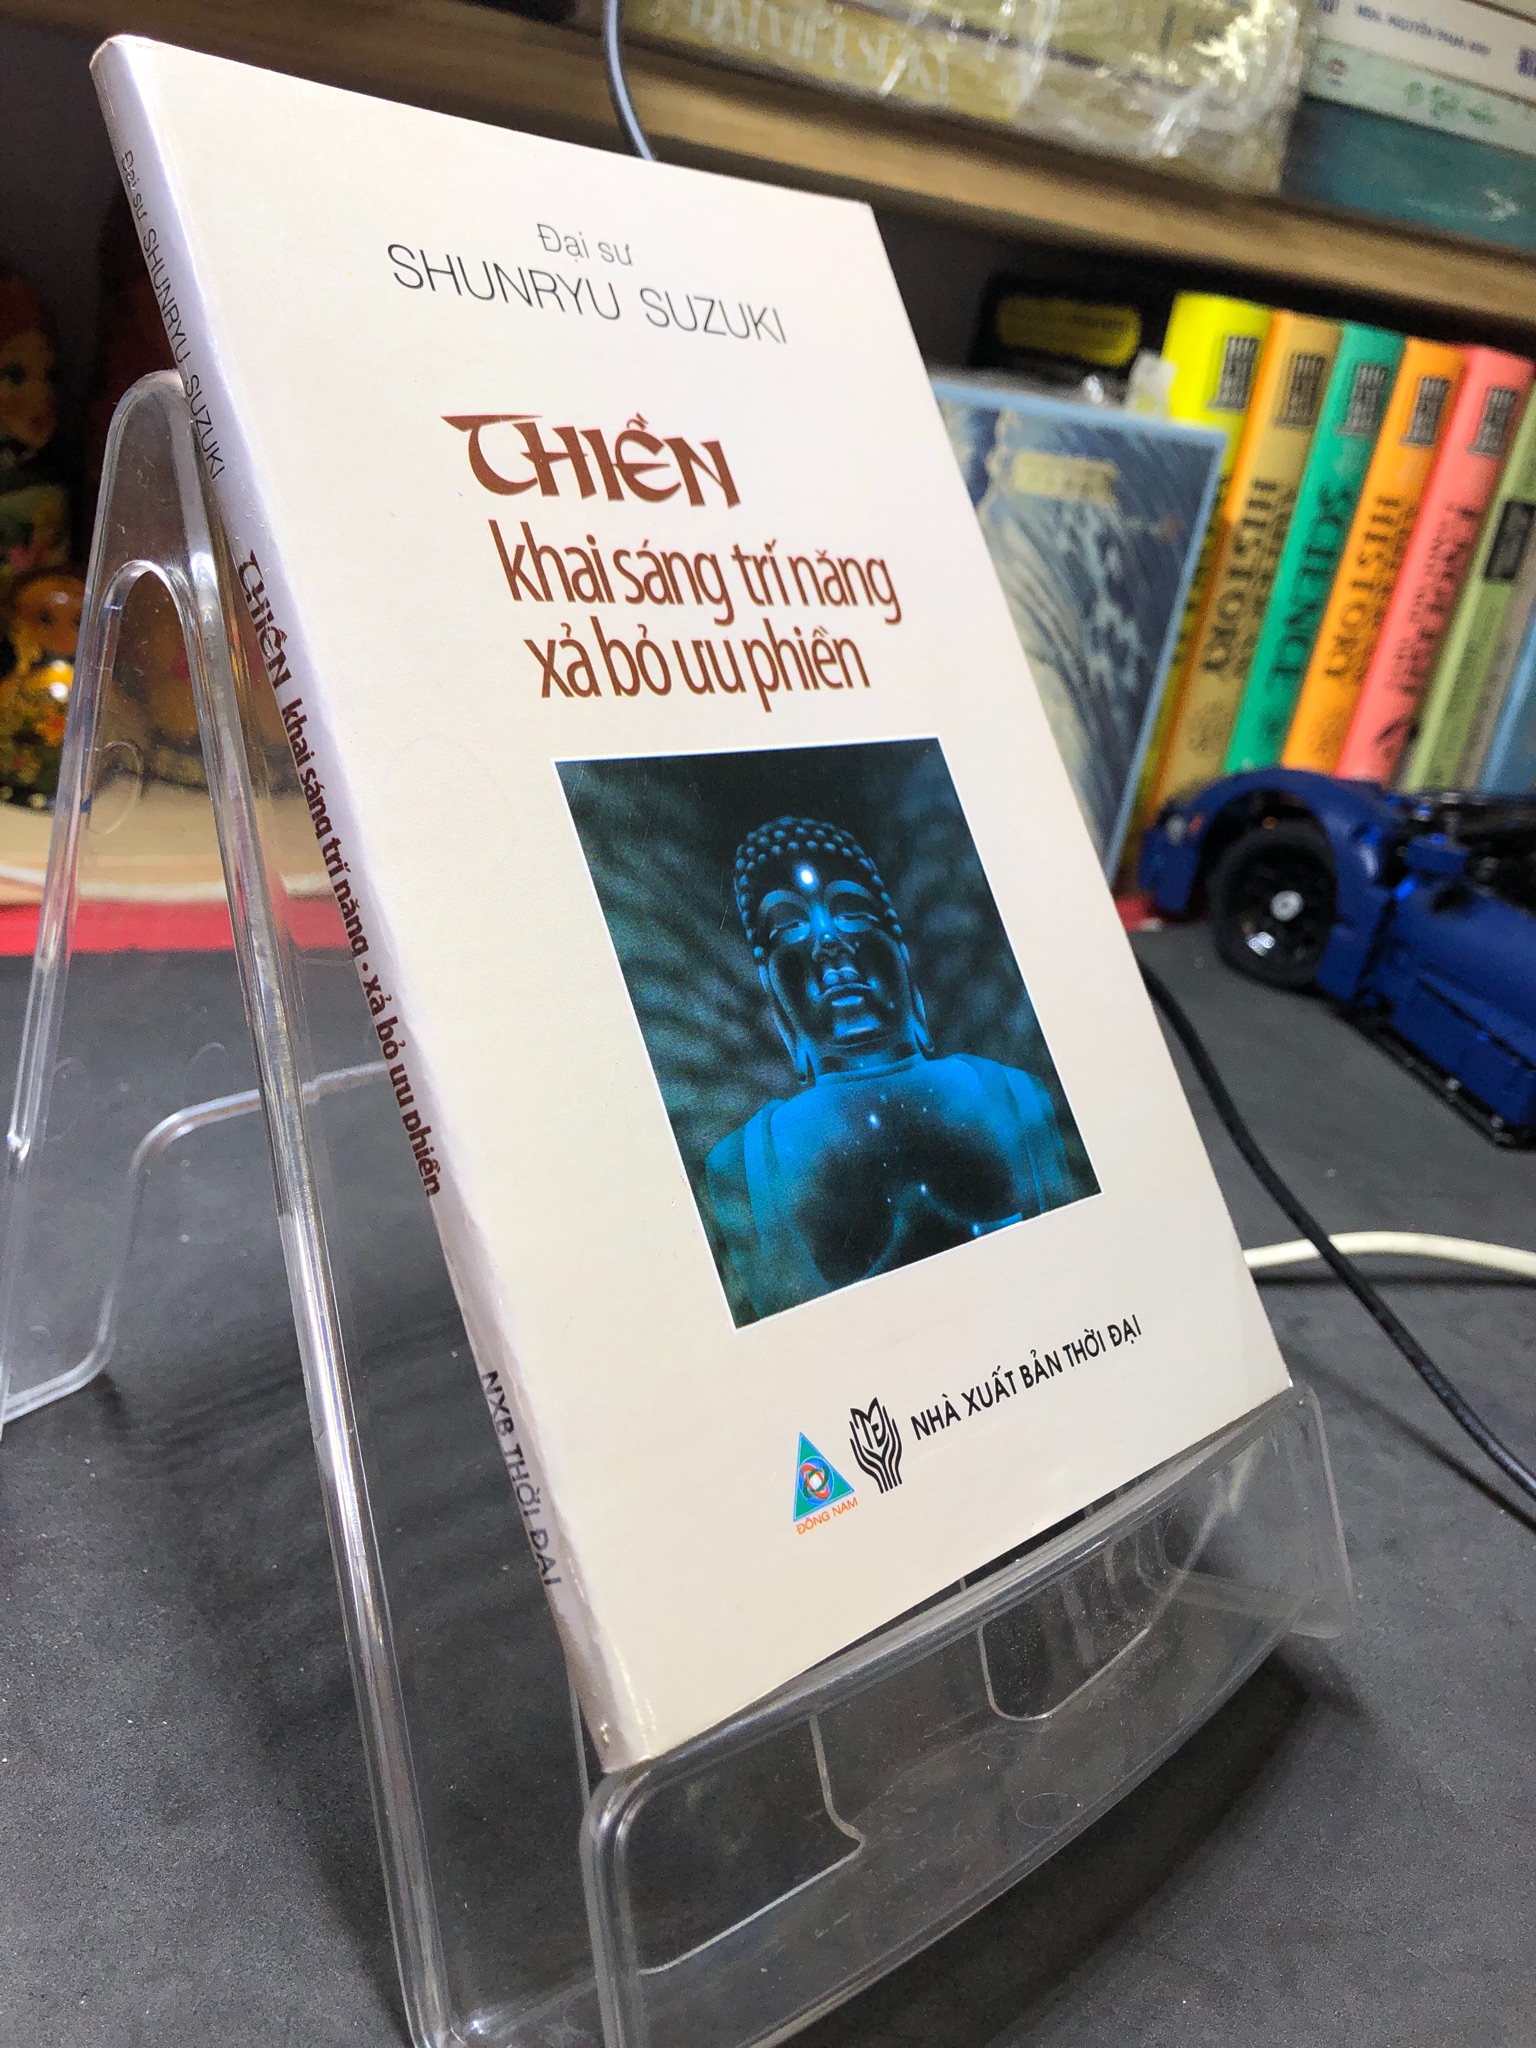 Đại sư
SHUNRYU SUZUKI
THIỀN
khai sáng trí năng
xả bỏ ưu phiền
ĐÔNG NAM
NHÀ XUẤT BẢN THỜI ĐẠI
Đại sư SHUNRYU SUZUKI
THIỀN khai sáng trí năng • xả bỏ ưu phiền
NXB THỜI ĐẠI
HISTORY
SCIENCE
HISTORY